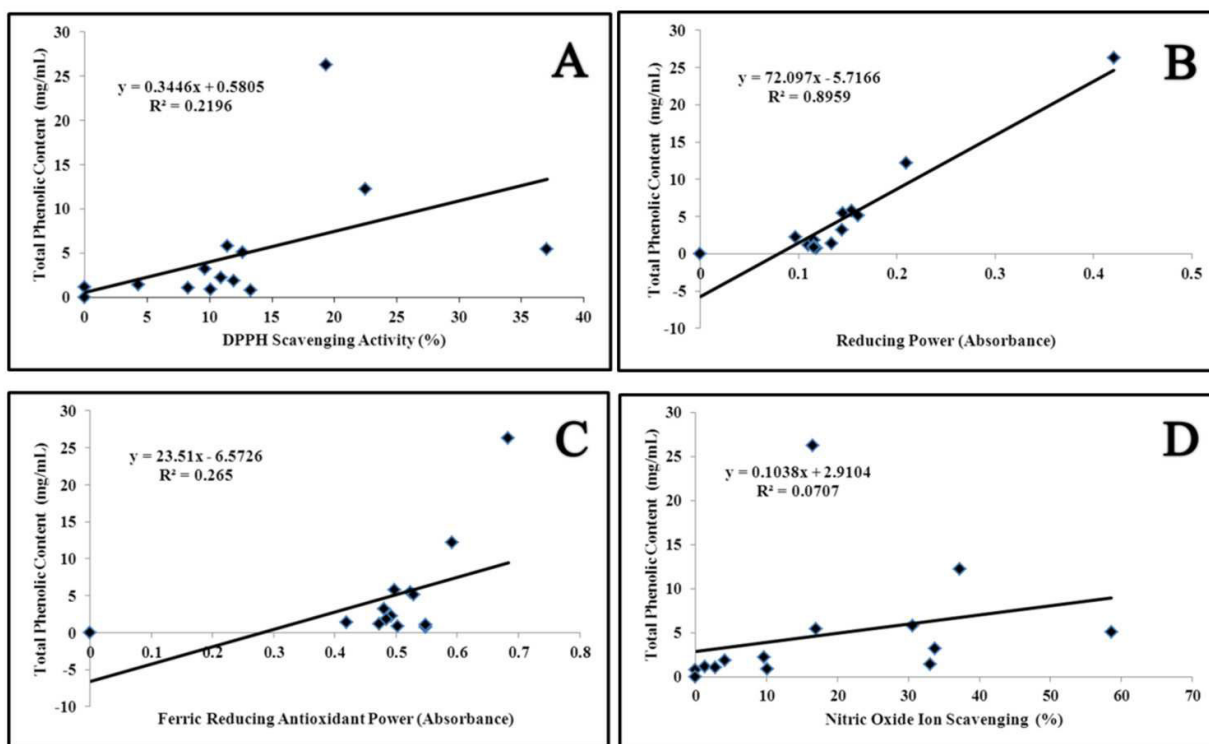 A
y = 0.3446x + 0.5805
R² = 0.2196
Total Phenolic Content (mg/mL)
30
25
20
15
10
5
0
0 5 10 15 20 25 30 35 40
DPPH Scavenging Activity (%)
B
y = 72.097x - 5.7166
R² = 0.8959
Total Phenolic Content (mg/mL)
30
25
20
15
10
5
0
-5
-10
0 0.1 0.2 0.3 0.4 0.5
Reducing Power (Absorbance)
C
y = 23.51x - 6.5726
R² = 0.265
Total Phenolic Content (mg/mL)
30
25
20
15
10
5
0
-5
-10
0 0.1 0.2 0.3 0.4 0.5 0.6 0.7 0.8
Ferric Reducing Antioxidant Power (Absorbance)
D
y = 0.1038x + 2.9104
R² = 0.0707
Total Phenolic Content (mg/mL)
30
25
20
15
10
5
0
0 10 20 30 40 50 60 70
Nitric Oxide Ion Scavenging (%)